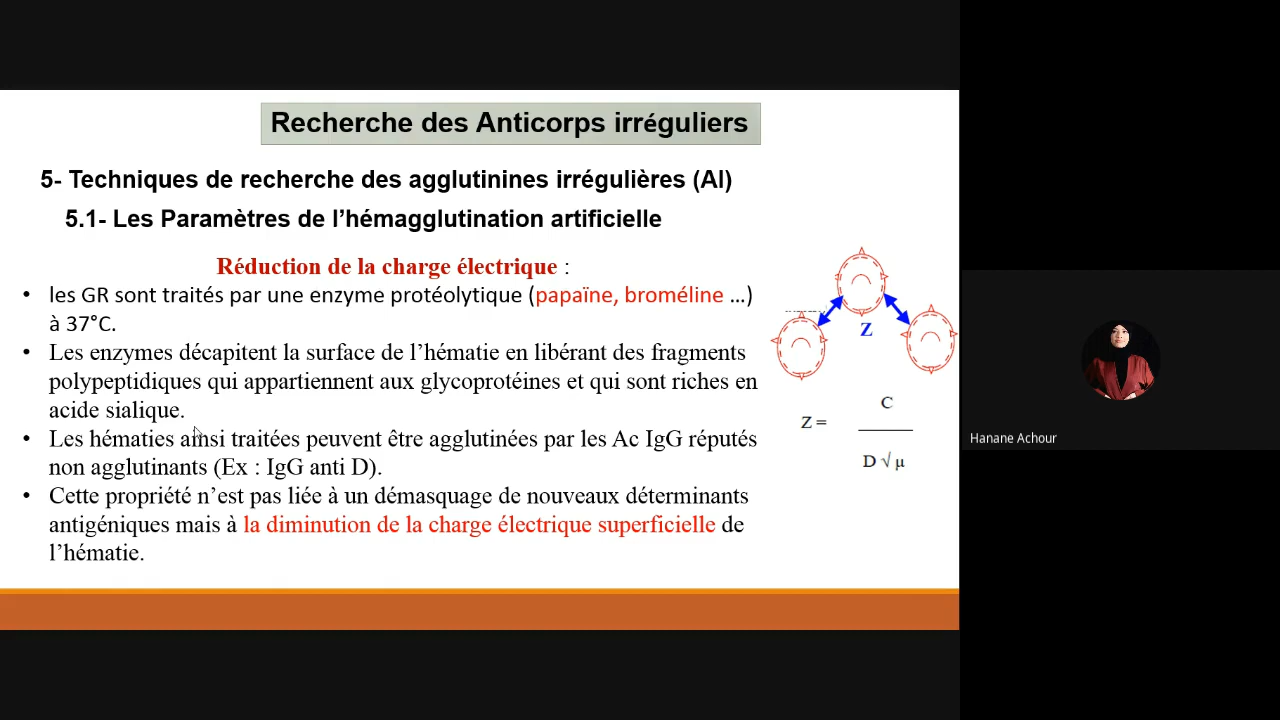 Recherche des Anticorps irréguliers
5- Techniques de recherche des agglutinines irrégulières (AI)
5.1- Les Paramètres de l’hémagglutination artificielle
Réduction de la charge électrique :
• les GR sont traités par une enzyme protéolytique (papaïne, broméline ...)
à 37°C.
• Les enzymes décapitent la surface de l’hématie en libérant des fragments
polypeptidiques qui appartiennent aux glycoprotéines et qui sont riches en
acide sialique.
• Les hématies ainsi traitées peuvent être agglutinées par les Ac IgG réputés
non agglutinants (Ex : IgG anti D).
• Cette propriété n’est pas liée à un démasquage de nouveaux déterminants
antigéniques mais à la diminution de la charge électrique superficielle de
l’hématie.
Z
C
Z =
D √ μ
Hanane Achour